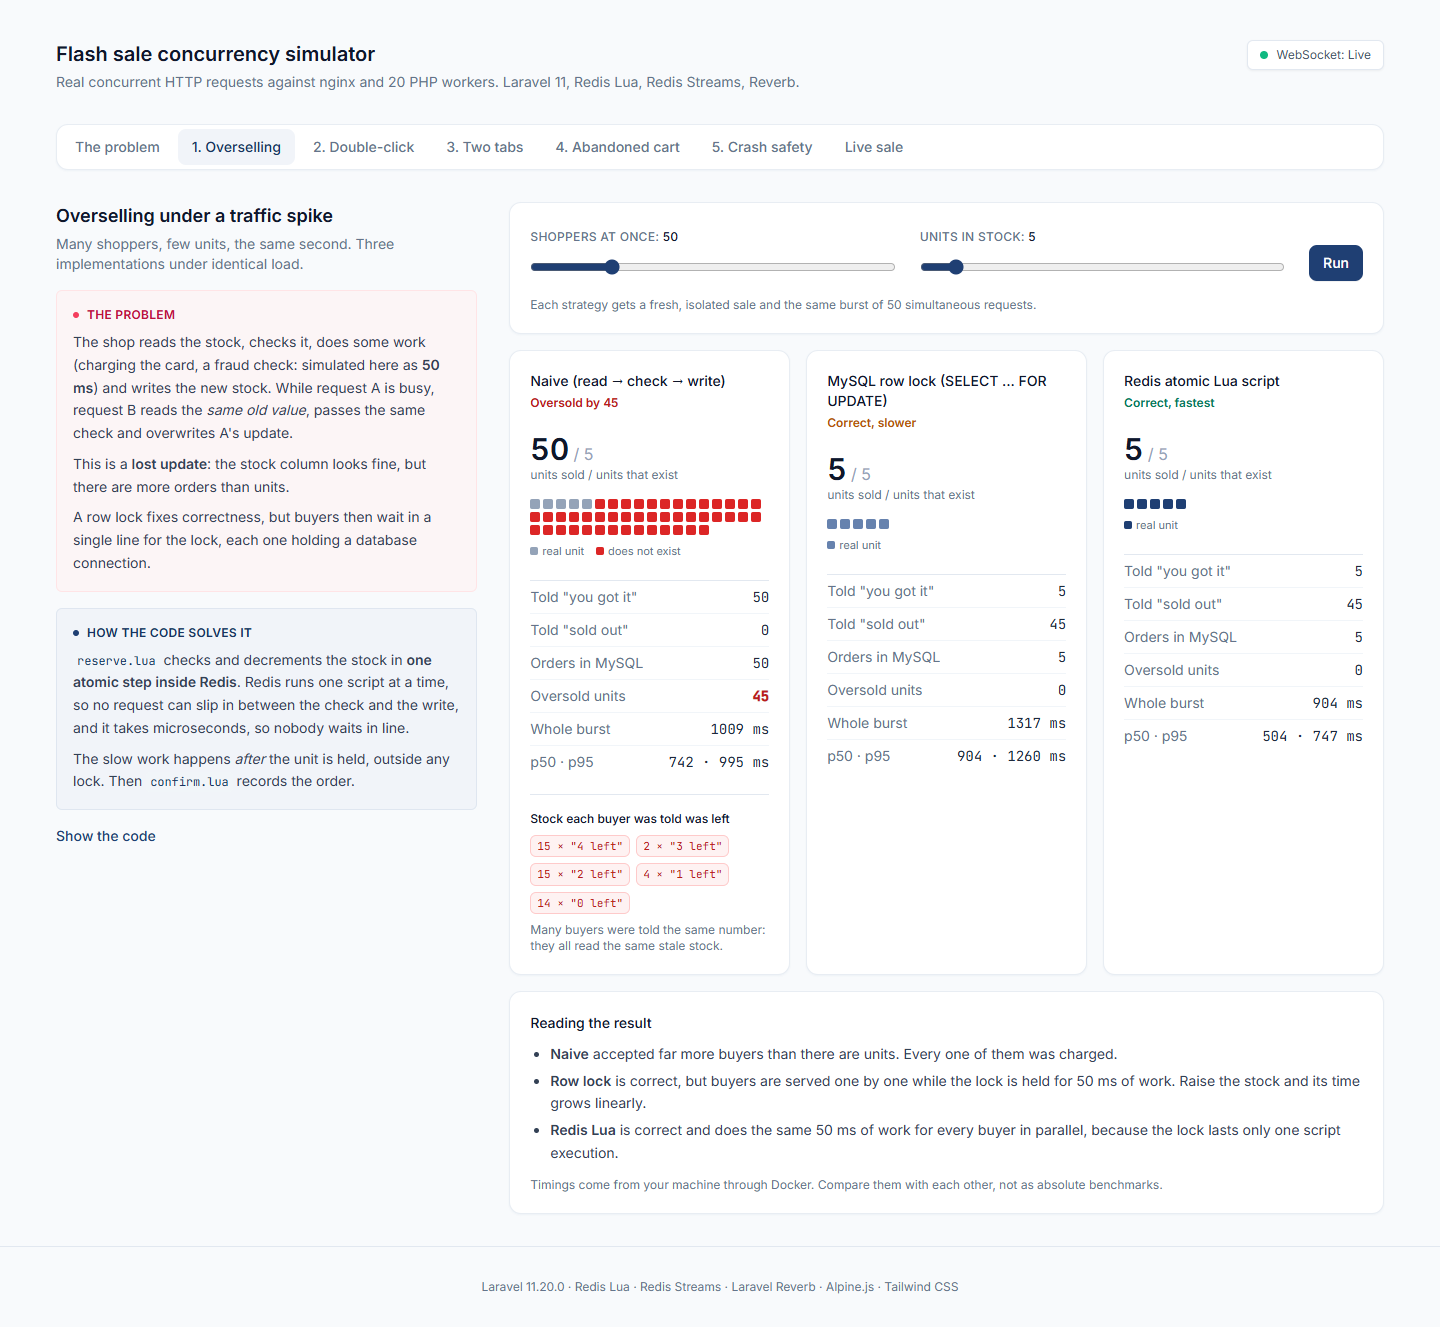 Flash sale concurrency simulator
Real concurrent HTTP requests against nginx and 20 PHP workers. Laravel 11, Redis Lua, Redis Streams, Reverb.
WebSocket: Live
The problem
1. Overselling
2. Double-click
3. Two tabs
4. Abandoned cart
5. Crash safety
Live sale
Overselling under a traffic spike
Many shoppers, few units, the same second. Three
implementations under identical load.
THE PROBLEM
The shop reads the stock, checks it, does some work
(charging the card, a fraud check: simulated here as 50
ms) and writes the new stock. While request A is busy,
request B reads the same old value, passes the same
check and overwrites A's update.
This is a lost update: the stock column looks fine, but
there are more orders than units.
A row lock fixes correctness, but buyers then wait in a
single line for the lock, each one holding a database
connection.
HOW THE CODE SOLVES IT
reserve.lua checks and decrements the stock in one
atomic step inside Redis. Redis runs one script at a time,
so no request can slip in between the check and the write,
and it takes microseconds, so nobody waits in line.
The slow work happens after the unit is held, outside any
lock. Then confirm.lua records the order.
Show the code
SHOPPERS AT ONCE: 50
UNITS IN STOCK: 5
Run
Each strategy gets a fresh, isolated sale and the same burst of 50 simultaneous requests.
Naive (read → check → write)
Oversold by 45
50 / 5
units sold / units that exist
real unit
does not exist
Told "you got it" 50
Told "sold out" 0
Orders in MySQL 50
Oversold units 45
Whole burst 1009 ms
p50 · p95 742 · 995 ms
Stock each buyer was told was left
15 × "4 left"
2 × "3 left"
15 × "2 left"
4 × "1 left"
14 × "0 left"
Many buyers were told the same number:
they all read the same stale stock.
MySQL row lock (SELECT ... FOR
UPDATE)
Correct, slower
5 / 5
units sold / units that exist
real unit
Told "you got it" 5
Told "sold out" 45
Orders in MySQL 5
Oversold units 0
Whole burst 1317 ms
p50 · p95 904 · 1260 ms
Redis atomic Lua script
Correct, fastest
5 / 5
units sold / units that exist
real unit
Told "you got it" 5
Told "sold out" 45
Orders in MySQL 5
Oversold units 0
Whole burst 904 ms
p50 · p95 504 · 747 ms
Reading the result
• Naive accepted far more buyers than there are units. Every one of them was charged.
• Row lock is correct, but buyers are served one by one while the lock is held for 50 ms of work. Raise the stock and its time
grows linearly.
• Redis Lua is correct and does the same 50 ms of work for every buyer in parallel, because the lock lasts only one script
execution.
Timings come from your machine through Docker. Compare them with each other, not as absolute benchmarks.
Laravel 11.20.0 · Redis Lua · Redis Streams · Laravel Reverb · Alpine.js · Tailwind CSS